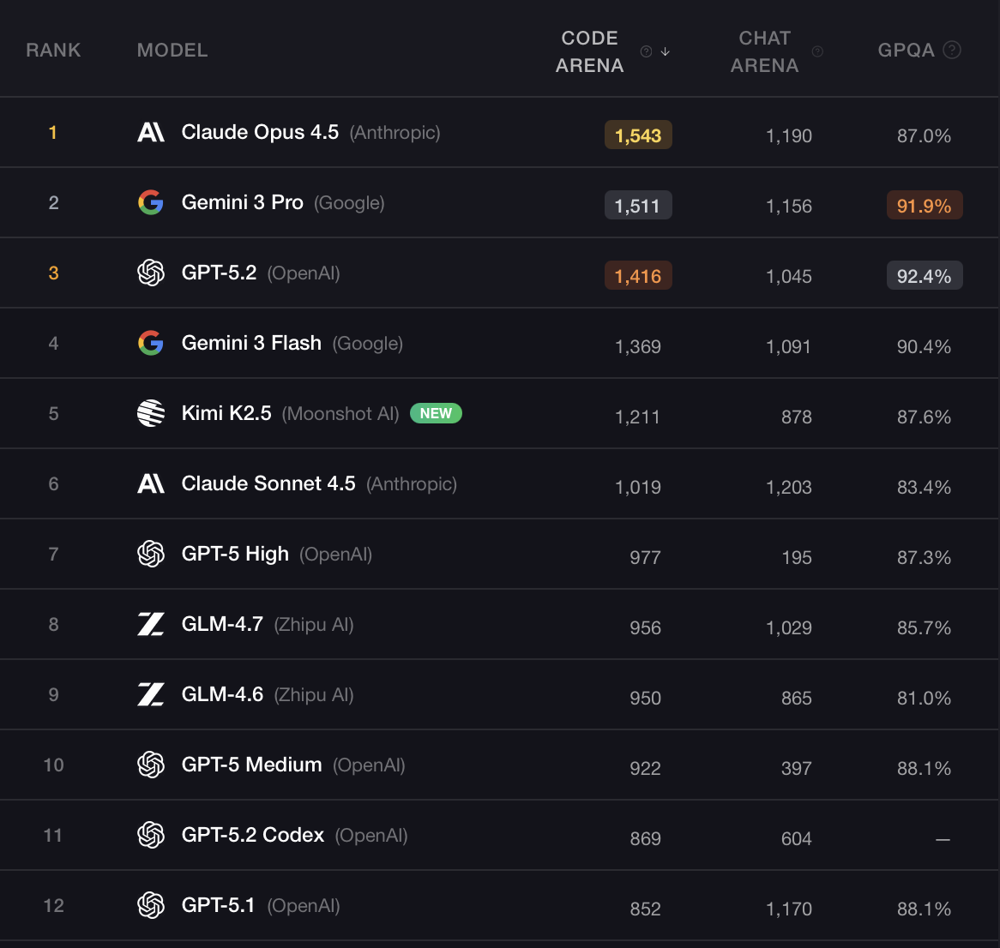 RANK MODEL CODE ARENA ? ↓ CHAT ARENA ? GPQA ?
1 Claude Opus 4.5 (Anthropic) 1,543 1,190 87.0%
2 Gemini 3 Pro (Google) 1,511 1,156 91.9%
3 GPT-5.2 (OpenAI) 1,416 1,045 92.4%
4 Gemini 3 Flash (Google) 1,369 1,091 90.4%
5 Kimi K2.5 (Moonshot AI) NEW 1,211 878 87.6%
6 Claude Sonnet 4.5 (Anthropic) 1,019 1,203 83.4%
7 GPT-5 High (OpenAI) 977 195 87.3%
8 GLM-4.7 (Zhipu AI) 956 1,029 85.7%
9 GLM-4.6 (Zhipu AI) 950 865 81.0%
10 GPT-5 Medium (OpenAI) 922 397 88.1%
11 GPT-5.2 Codex (OpenAI) 869 604 —
12 GPT-5.1 (OpenAI) 852 1,170 88.1%